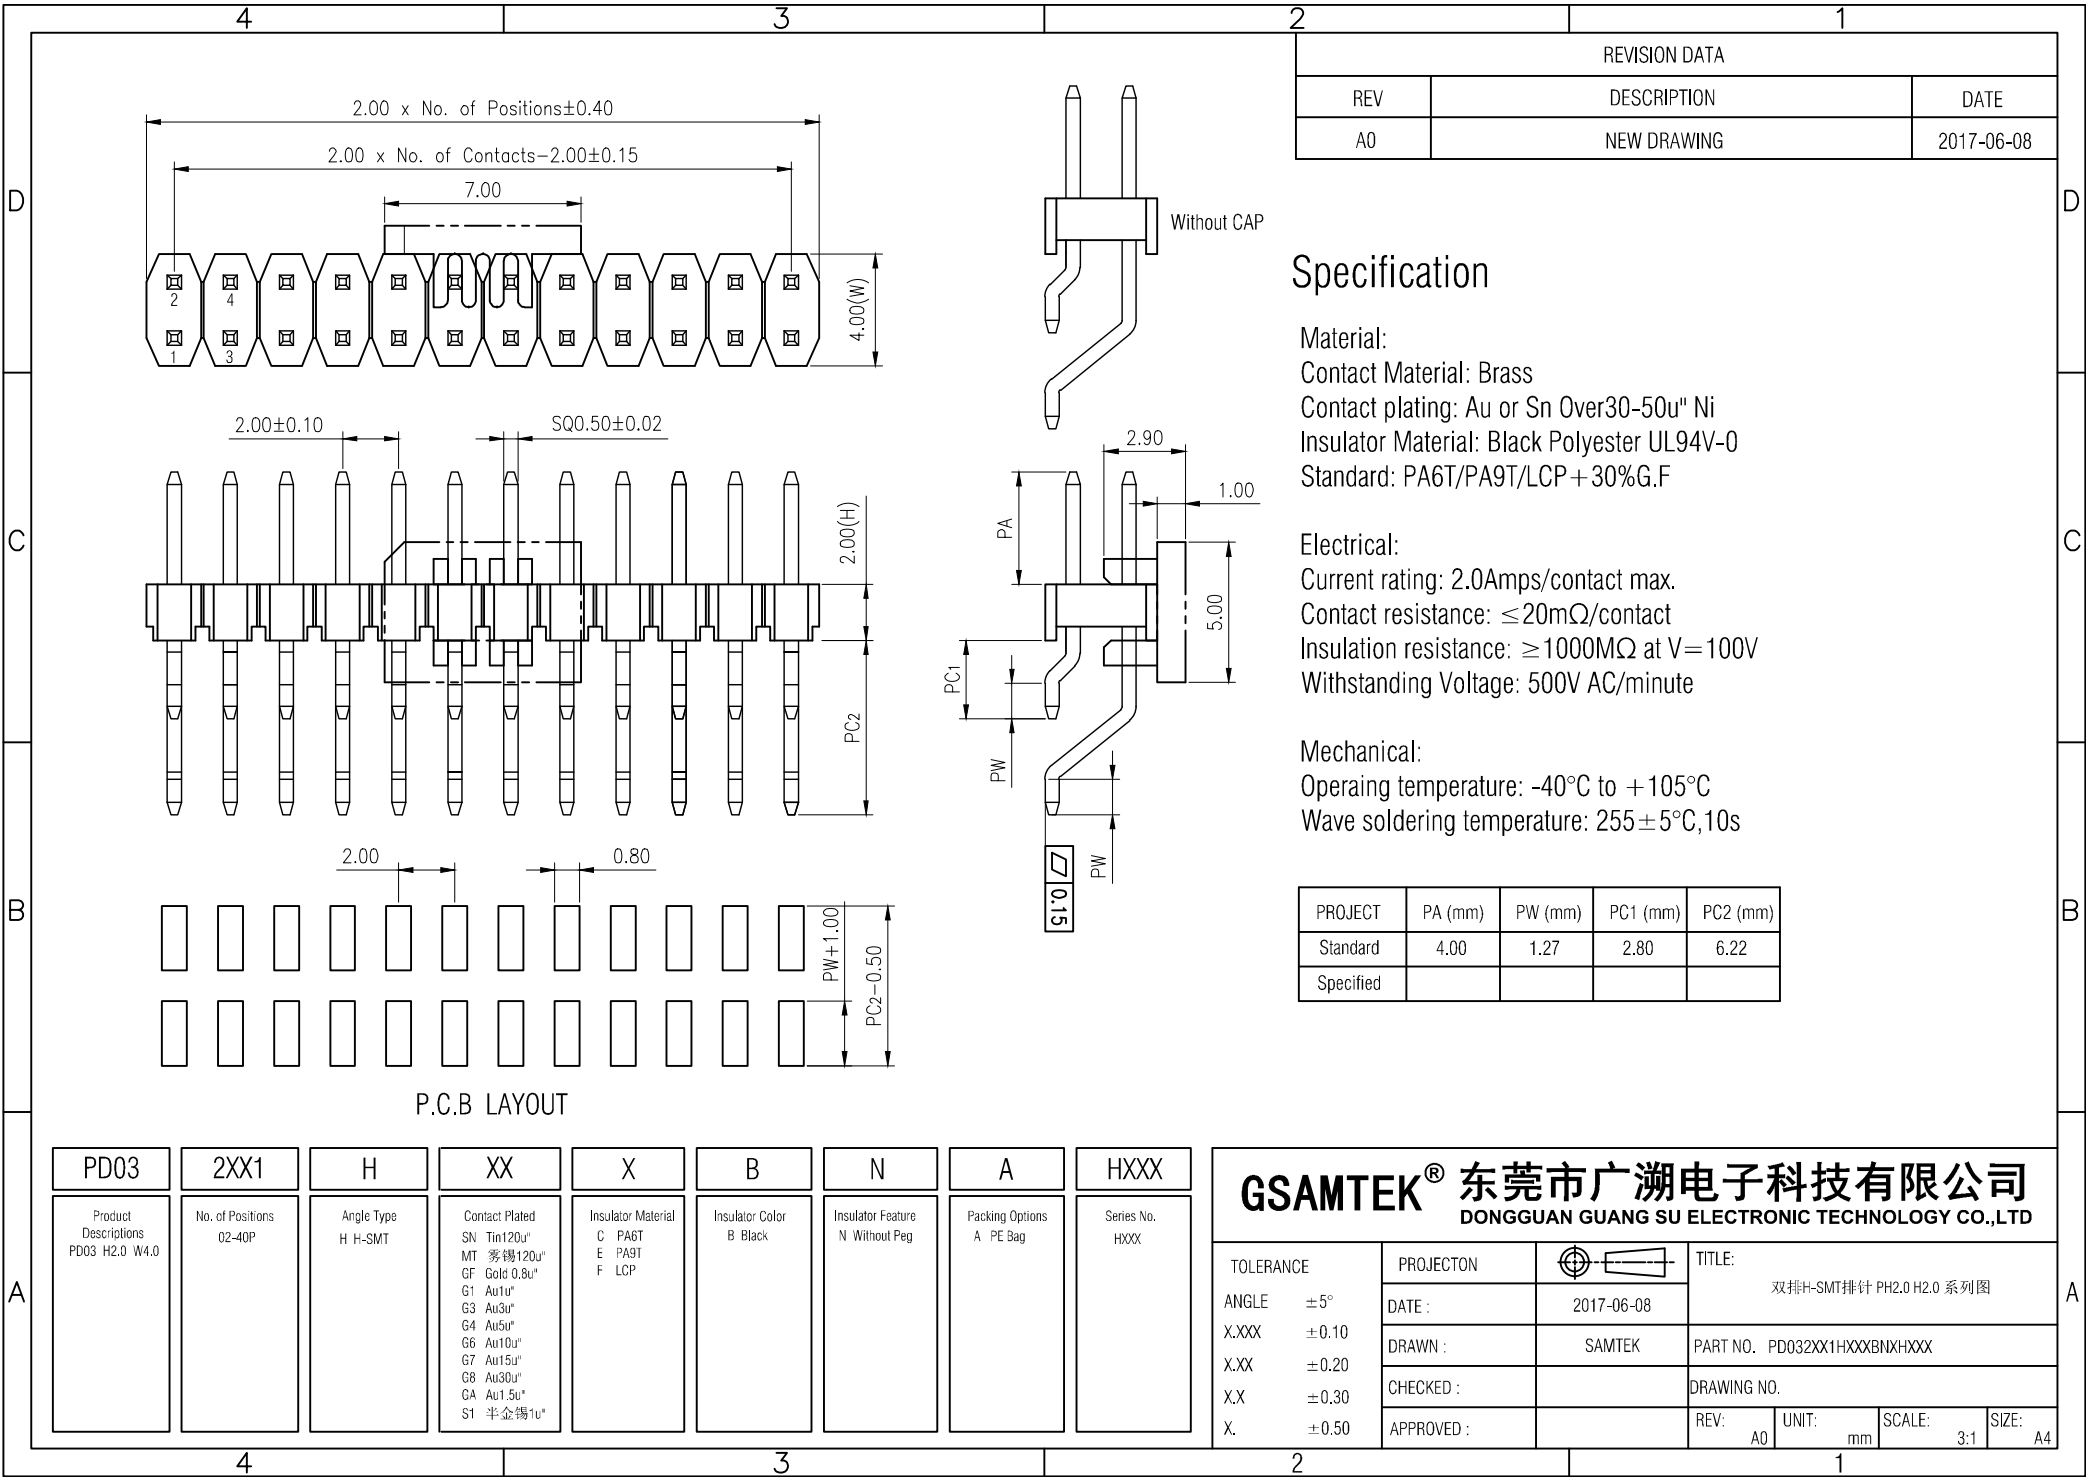 4
3
2
1
D
C
B
A
D
C
B
A
4
3
2
1
REVISION DATA
REV
DESCRIPTION
DATE
A0
NEW DRAWING
2017-06-08
2.00 x No. of Positions±0.40
2.00 x No. of Contacts-2.00±0.15
7.00
4.00(W)
2
4
1
3
Without CAP
2.00±0.10
SQ0.50±0.02
2.00(H)
PC2
2.90
1.00
PA
5.00
PC1
PW
PW
0.15
2.00
0.80
PW+1.00
PC2-0.50
P.C.B LAYOUT
Specification
Material:
Contact Material: Brass
Contact plating: Au or Sn Over30-50u" Ni
Insulator Material: Black Polyester UL94V-0
Standard: PA6T/PA9T/LCP+30%G.F
Electrical:
Current rating: 2.0Amps/contact max.
Contact resistance: ≤20mΩ/contact
Insulation resistance: ≥1000MΩ at V=100V
Withstanding Voltage: 500V AC/minute
Mechanical:
Operaing temperature: -40°C to +105°C
Wave soldering temperature: 255±5°C,10s
PROJECT PA (mm) PW (mm) PC1 (mm) PC2 (mm)
Standard 4.00 1.27 2.80 6.22
Specified
PD03
Product
Descriptions
PD03 H2.0 W4.0
2XX1
No. of Positions
02-40P
H
Angle Type
H H-SMT
XX
Contact Plated
SN Tin120u"
MT 雾锡120u"
GF Gold 0.8u"
G1 Au1u"
G3 Au3u"
G4 Au5u"
G6 Au10u"
G7 Au15u"
G8 Au30u"
GA Au1.5u"
S1 半金锡1u"
X
Insulator Material
C PA6T
E PA9T
F LCP
B
Insulator Color
B Black
N
Insulator Feature
N Without Peg
A
Packing Options
A PE Bag
HXXX
Series No.
HXXX
GSAMTEK® 东莞市广溯电子科技有限公司
DONGGUAN GUANG SU ELECTRONIC TECHNOLOGY CO.,LTD
TOLERANCE
ANGLE ±5°
X.XXX ±0.10
X.XX ±0.20
X.X ±0.30
X. ±0.50
PROJECTON
DATE : 2017-06-08
DRAWN : SAMTEK
CHECKED :
APPROVED :
TITLE:
双排H-SMT排针 PH2.0 H2.0 系列图
PART NO. PD032XX1HXXXBNXHXXX
DRAWING NO.
REV: A0
UNIT: mm
SCALE: 3:1
SIZE: A4